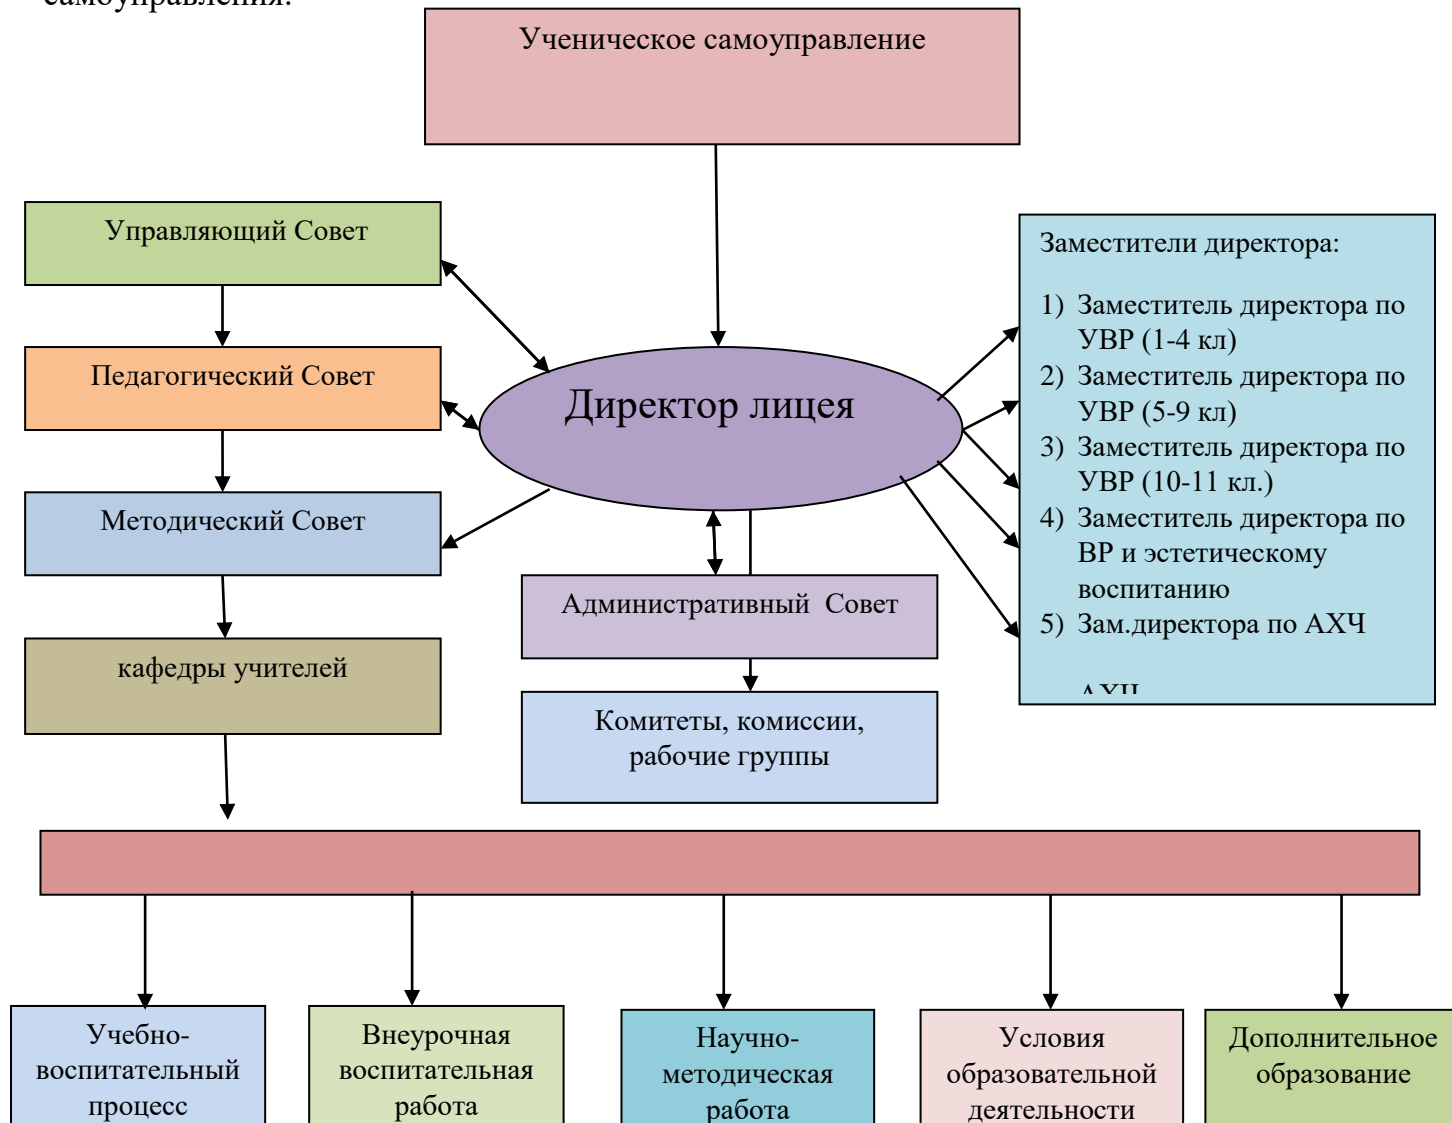 самоуправления.
Ученическое самоуправление
Управляющий Совет
Педагогический Совет
Методический Совет
кафедры учителей
Директор лицея
Административный Совет
Комитеты, комиссии,
рабочие группы
Заместители директора:
1) Заместитель директора по
УВР (1-4 кл)
2) Заместитель директора по
УВР (5-9 кл)
3) Заместитель директора по
УВР (10-11 кл.)
4) Заместитель директора по
ВР и эстетическому
воспитанию
5) Зам.директора по АХЧ
АХЧ
Учебно-
воспитательный
процесс
Внеурочная
воспитательная
работа
Научно-
методическая
работа
Условия
образовательной
деятельности
Дополнительное
образование